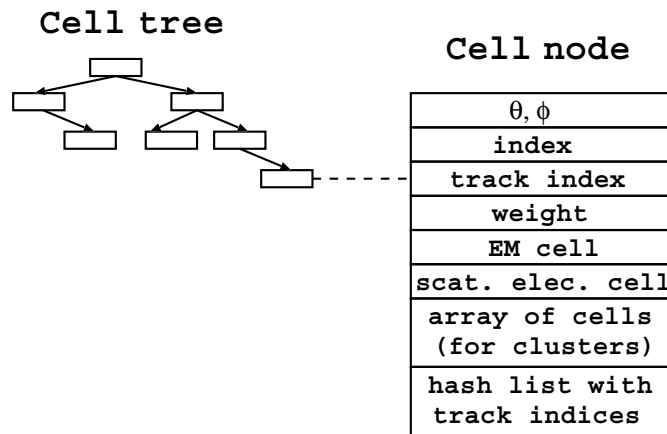 Cell tree
Cell node
θ, ϕ
index
track index
weight
EM cell
scat. elec. cell
array of cells
(for clusters)
hash list with
track indices